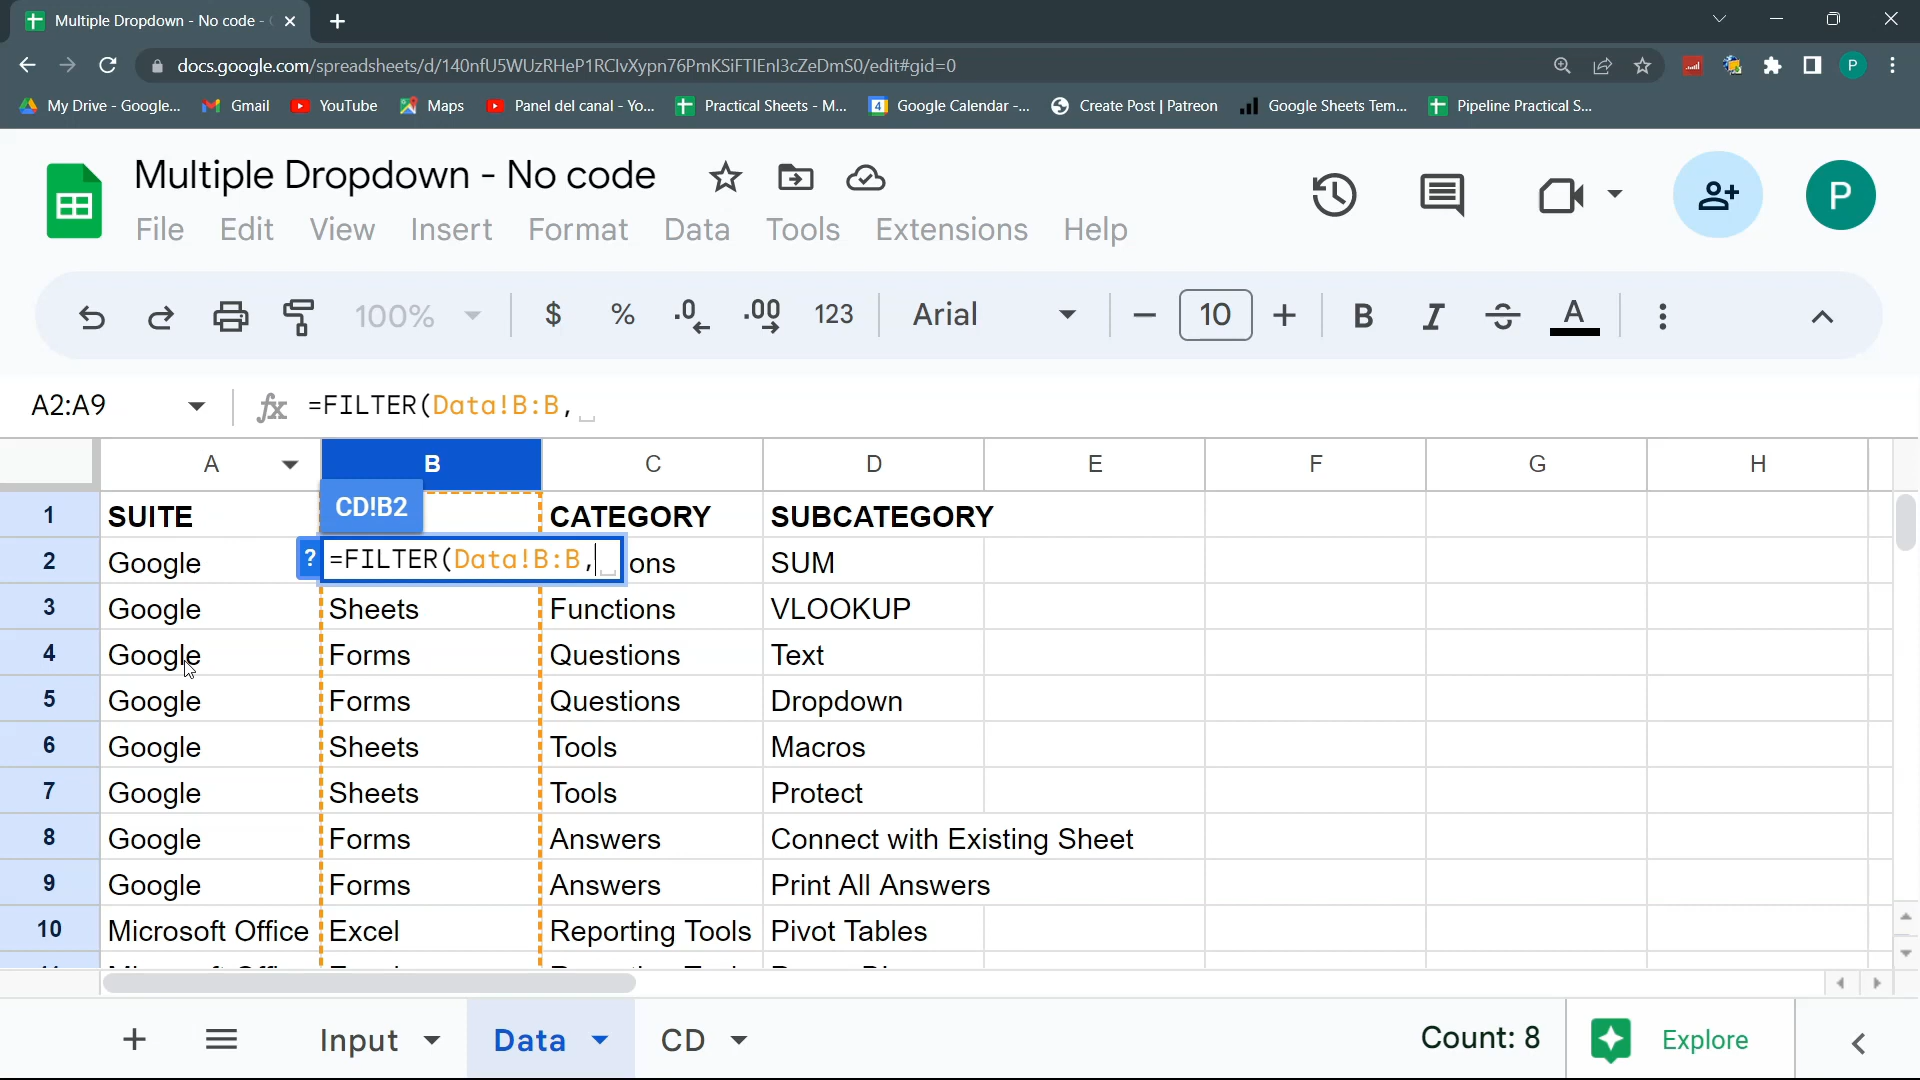 Multiple Dropdown - No code -
docs.google.com/spreadsheets/d/140nfU5WUzRHeP1RCIvXypn76PmKSiFTIEnI3cZeDmS0/edit#gid=0
P
My Drive - Google... Gmail YouTube Maps Panel del canal - Yo... Practical Sheets - M... 4 Google Calendar -... Create Post | Patreon Google Sheets Tem... Pipeline Practical S...
Multiple Dropdown - No code
P
File Edit View Insert Format Data Tools Extensions Help
100% $ % .0 .00 123 Arial 10 B I S A
A2:A9 fx =FILTER(Data!B:B,
A B C D E F G H
1 SUITE CD!B2 CATEGORY SUBCATEGORY
2 Google ? =FILTER(Data!B:B, ons SUM
3 Google Sheets Functions VLOOKUP
4 Google Forms Questions Text
5 Google Forms Questions Dropdown
6 Google Sheets Tools Macros
7 Google Sheets Tools Protect
8 Google Forms Answers Connect with Existing Sheet
9 Google Forms Answers Print All Answers
10 Microsoft Office Excel Reporting Tools Pivot Tables
Input Data CD Count: 8 Explore